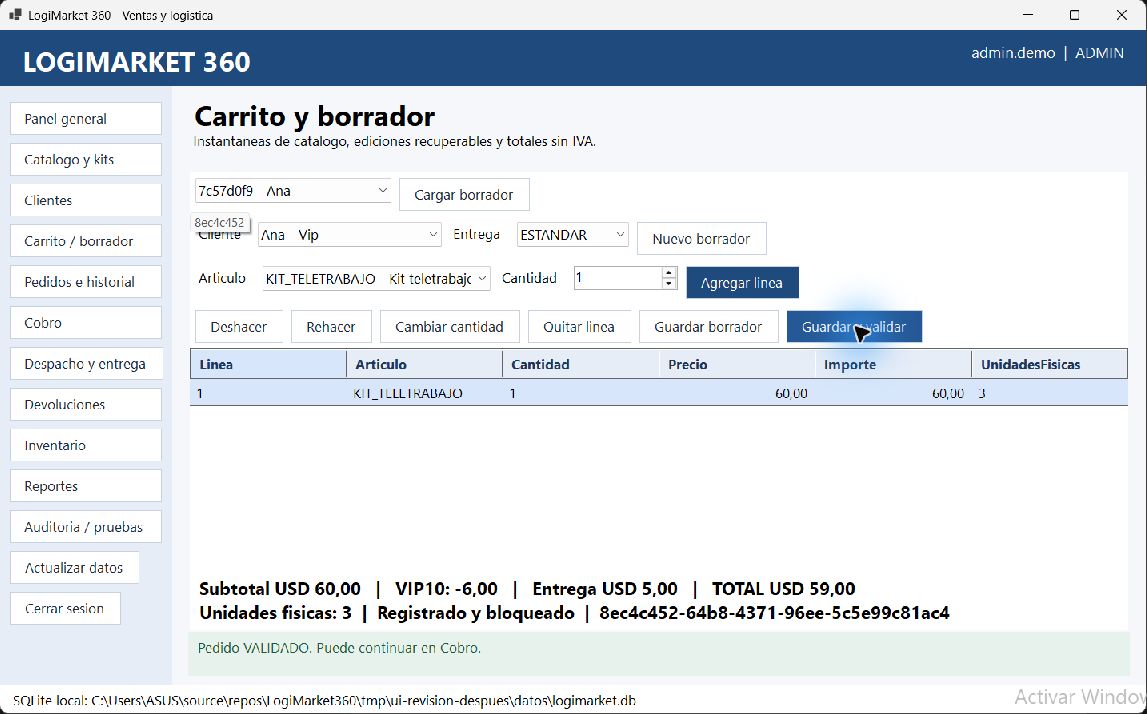 LogiMarket 360 Ventas y logistica
LOGIMARKET 360
admin.demo | ADMIN
Panel general
Catalogo y kits
Clientes
Carrito / borrador
Pedidos e historial
Cobro
Despacho y entrega
Devoluciones
Inventario
Reportes
Auditoria / pruebas
Actualizar datos
Cerrar sesion
Carrito y borrador
Instantaneas de catalogo, ediciones recuperables y totales sin IVA.
7c57d0f9 Ana Cargar borrador
8ec4c452
Cliente Ana Vip Entrega ESTANDAR Nuevo borrador
Articulo KIT_TELETRABAJO Kit teletrabajo Cantidad 1 Agregar linea
Deshacer Rehacer Cambiar cantidad Quitar linea Guardar borrador Guardar y validar
Linea Articulo Cantidad Precio Importe UnidadesFisicas
1 KIT_TELETRABAJO 1 60,00 60,00 3
Subtotal USD 60,00 | VIP10: -6,00 | Entrega USD 5,00 | TOTAL USD 59,00
Unidades fisicas: 3 | Registrado y bloqueado | 8ec4c452-64b8-4371-96ee-5c5e99c81ac4
Pedido VALIDADO. Puede continuar en Cobro.
SQLite local: C:\Users\ASUS\source\repos\LogiMarket360\tmp\ui-revision-despues\datos\logimarket.db
Activar Window